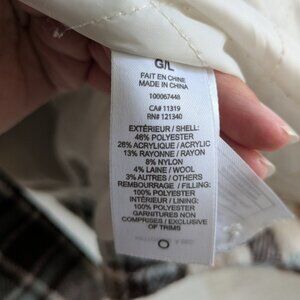 G/L
FAIT EN CHINE
MADE IN CHINA
100067448
CA# 11319
RN# 121340
EXTÉRIEUR / SHELL:
46% POLYESTER
26% ACRYLIQUE / ACRYLIC
13% RAYONNE / RAYON
8% NYLON
4% LAINE / WOOL
3% AUTRES / OTHERS
REMBOURRAGE / FILLING:
100% POLYESTER
INTÉRIEUR / LINING:
100% POLYESTER
GARNITURES NON
COMPRISES / EXCLUSIVE
OF TRIMS